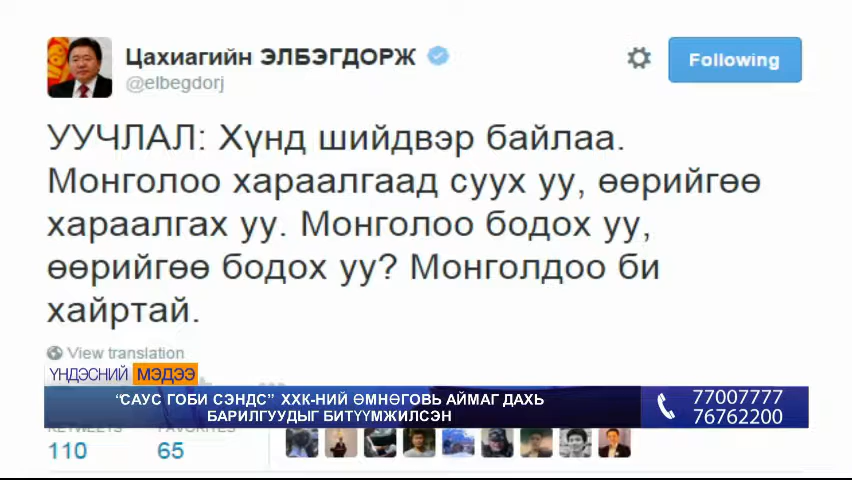 Цахиагийн ЭЛБЭГДОРЖ
@elbegdorj
Following
УУЧЛАЛ: Хүнд шийдвэр байлаа.
Монголоо хараалгаад суух уу, өөрийгөө
хараалгах уу. Монголоо бодох уу,
өөрийгөө бодох уу? Монголдоо би
хайртай.
View translation
ҮНДЭСНИЙ МЭДЭЭ
“САУС ГОБИ СЭНДС” ХХК-НИЙ ӨМНӨГОВЬ АЙМАГ ДАХЬ
БАРИЛГУУДЫГ БИТҮҮМЖИЛСЭН
77007777
76762200
RETWEETS FAVORITES
110 65